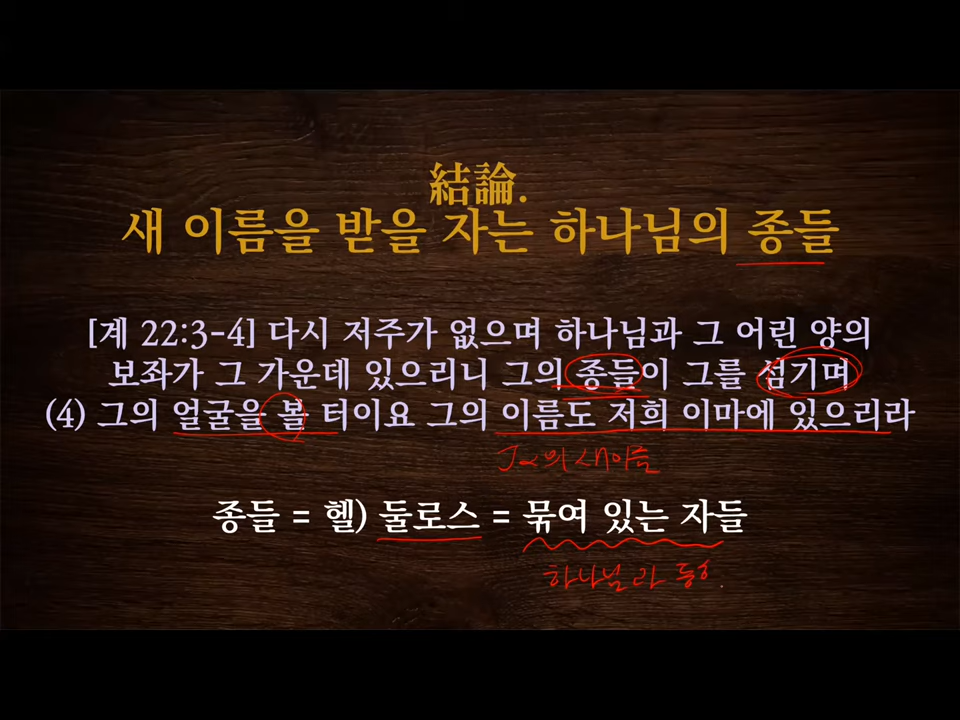 結論.
새 이름을 받을 자는 하나님의 종들
[계 22:3-4] 다시 저주가 없으며 하나님과 그 어린 양의
보좌가 그 가운데 있으리니 그의 종들이 그를 섬기며
(4) 그의 얼굴을 볼 터이요 그의 이름도 저희 이마에 있으리라
의 새이름
종들 = 헬) 둘로스 = 묶여 있는 자들
하나님과